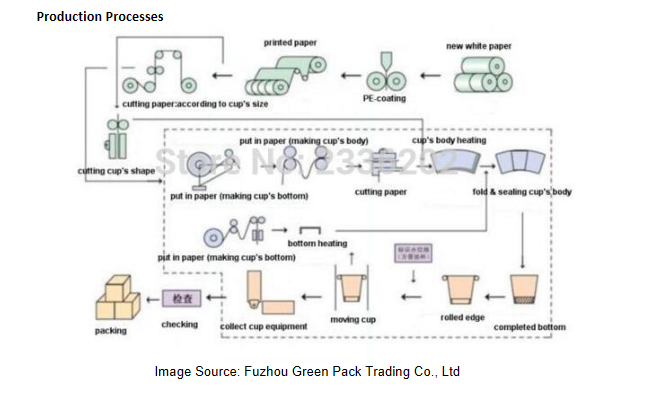 Production Processes
printed paper
new white paper
PE-coating
cutting paper:according to cup's size
put in paper (making cup's body)
cup's body heating
Store No: 2336202
cutting cup's shape
put in paper (making cup's bottom)
cutting paper
fold & sealing cup's body
bottom heating
put in paper (making cup's bottom)
检查
moving cup
rolled edge
completed bottom
packing
checking
collect cup equipment
Image Source: Fuzhou Green Pack Trading Co., Ltd